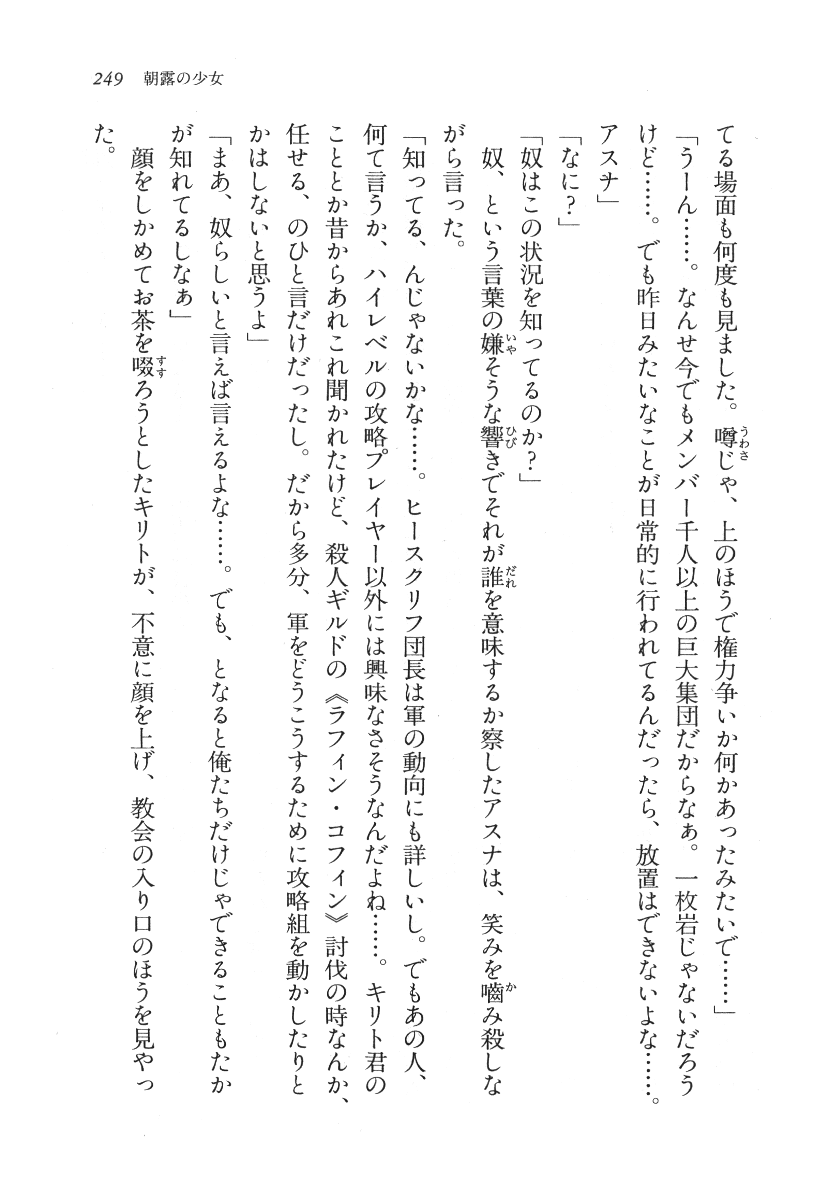 249 朝露の少女
てる場面も何度も見ました。噂じゃ、上のほうで権力争いか何かあったみたいで……」
「うーん……。なんせ今でもメンバー千人以上の巨大集団だからなぁ。一枚岩じゃないだろう
けど……。でも昨日みたいなことが日常的に行われてるんだったら、放置はできないよな……。
アスナ」
「なに?」
「奴はこの状況を知ってるのか?」
奴、という言葉の嫌そうな響きでそれが誰を意味するか察したアスナは、笑みを嚙み殺しな
がら言った。
「知ってる、んじゃないかな……。ヒースクリフ団長は軍の動向にも詳しいし。でもあの人、
何て言うか、ハイレベルの攻略プレイヤー以外には興味なさそうなんだよね……。キリト君の
こととか昔からあれこれ聞かれたけど、殺人ギルドの《ラフィン・コフィン》討伐の時なんか、
任せる、のひと言だけだったし。だから多分、軍をどうこうするために攻略組を動かしたりと
かはしないと思うよ」
「まあ、奴らしいと言えば言えるよな……。でも、となると俺たちだけじゃできることもたか
が知れてるしなぁ」
顔をしかめてお茶を啜ろうとしたキリトが、不意に顔を上げ、教会の入り口のほうを見やっ
た。
うわさ
いや
ひび
だれ
か
すす